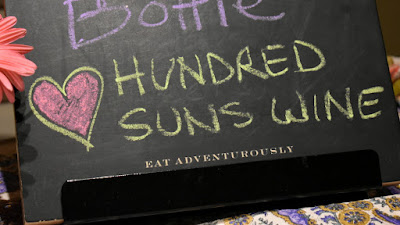 Bottle
HUNDRED
SUNS WINE
EAT ADVENTUROUSLY